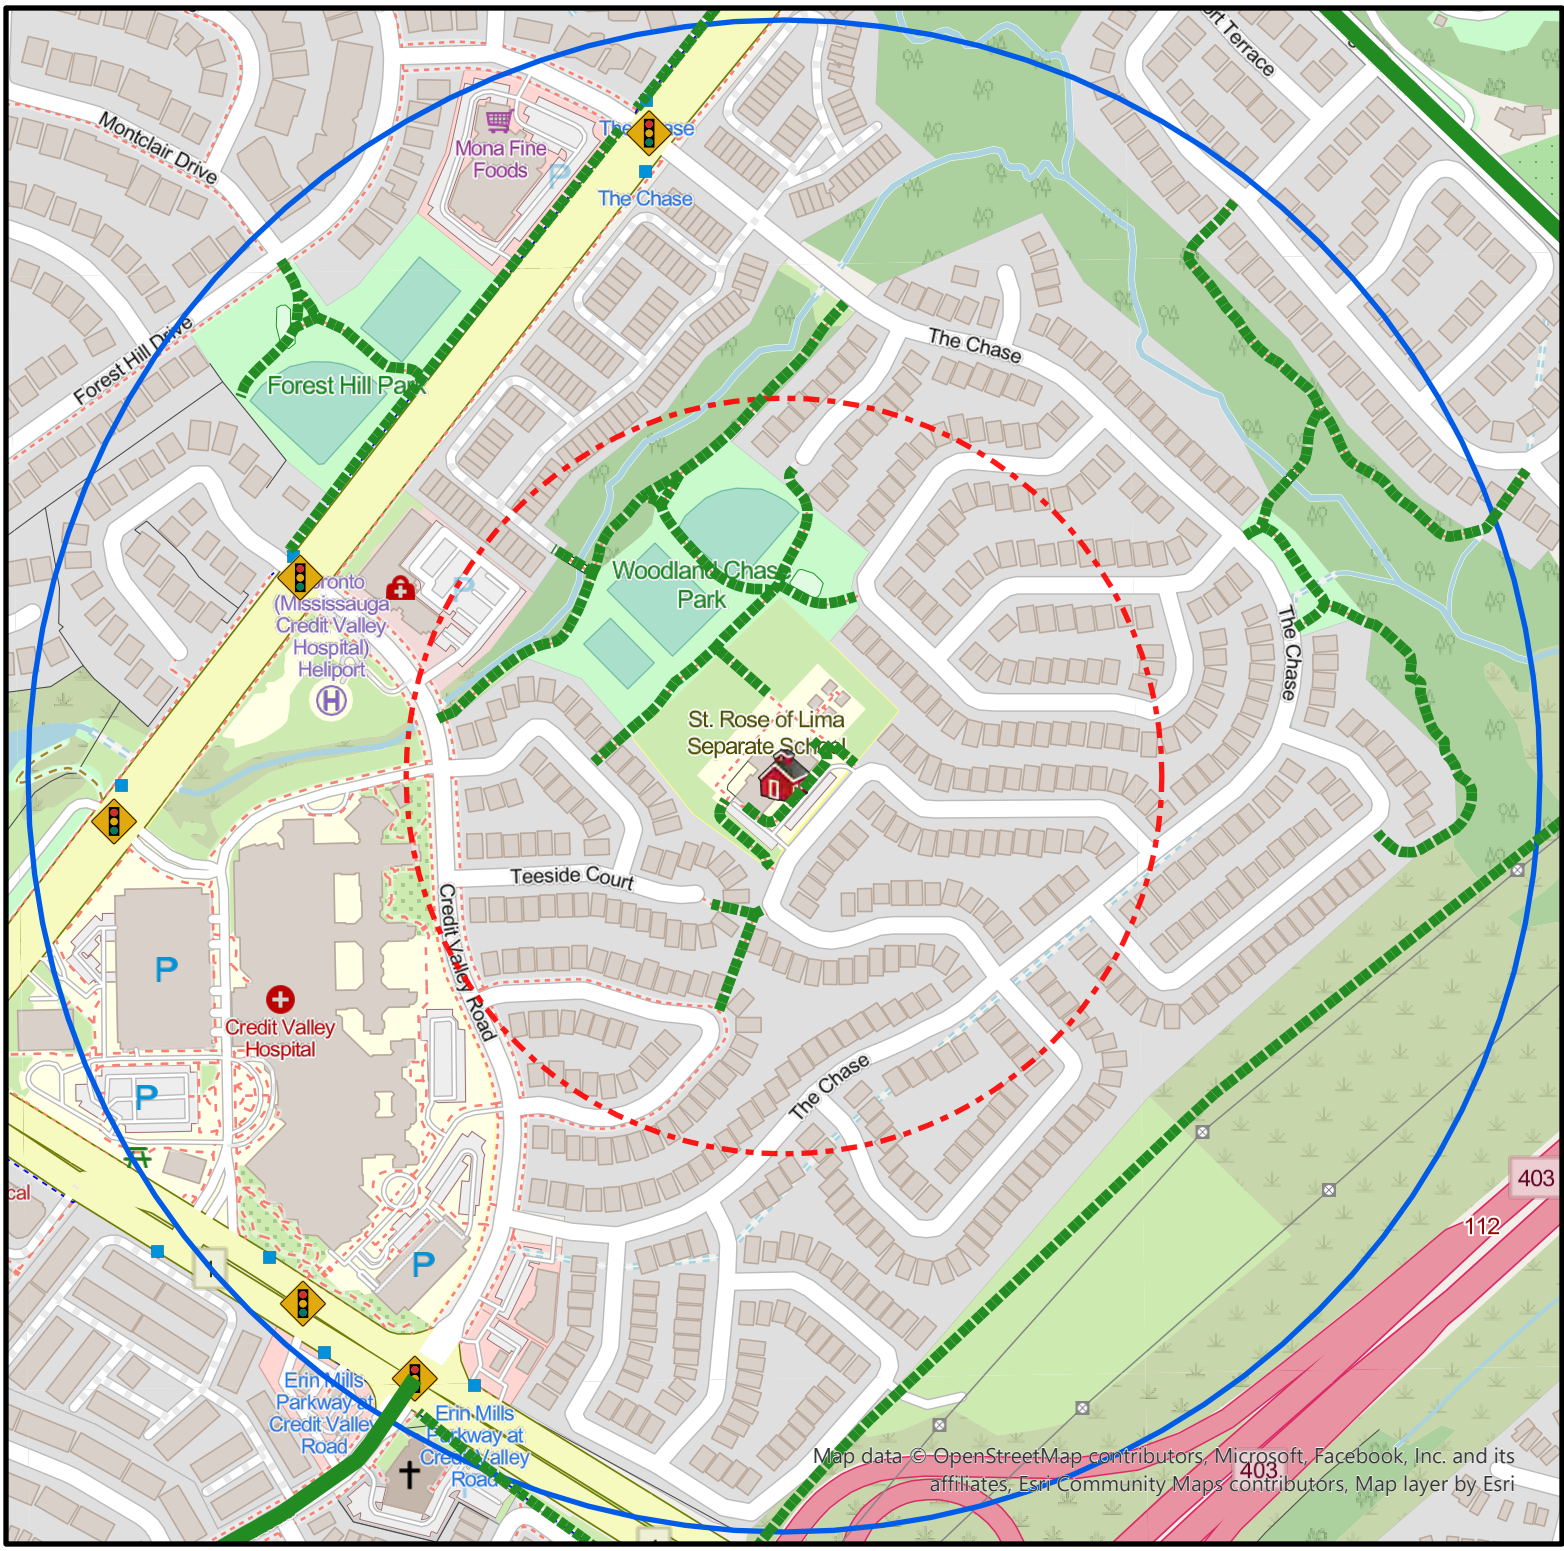 Montclair Drive
Mona Fine
Foods
P
The Chase
The Chase
Forest Hill Drive
Forest Hill Park
The Chase
Woodland Chase
Park
P
(Mississauga
Credit Valley
Hospital)
Heliport
H
St. Rose of Lima
Separate School
The Chase
Teeside Court
Credit Valley Road
P
Credit Valley
Hospital
P
The Chase
P
cal
1
403
112
Erin Mills
Parkway at
Credit Valley
Road
Erin Mills
Parkway at
Credit Valley
Road
403
Map data © OpenStreetMap contributors, Microsoft, Facebook, Inc. and its
affiliates, Esri Community Maps contributors, Map layer by Esri